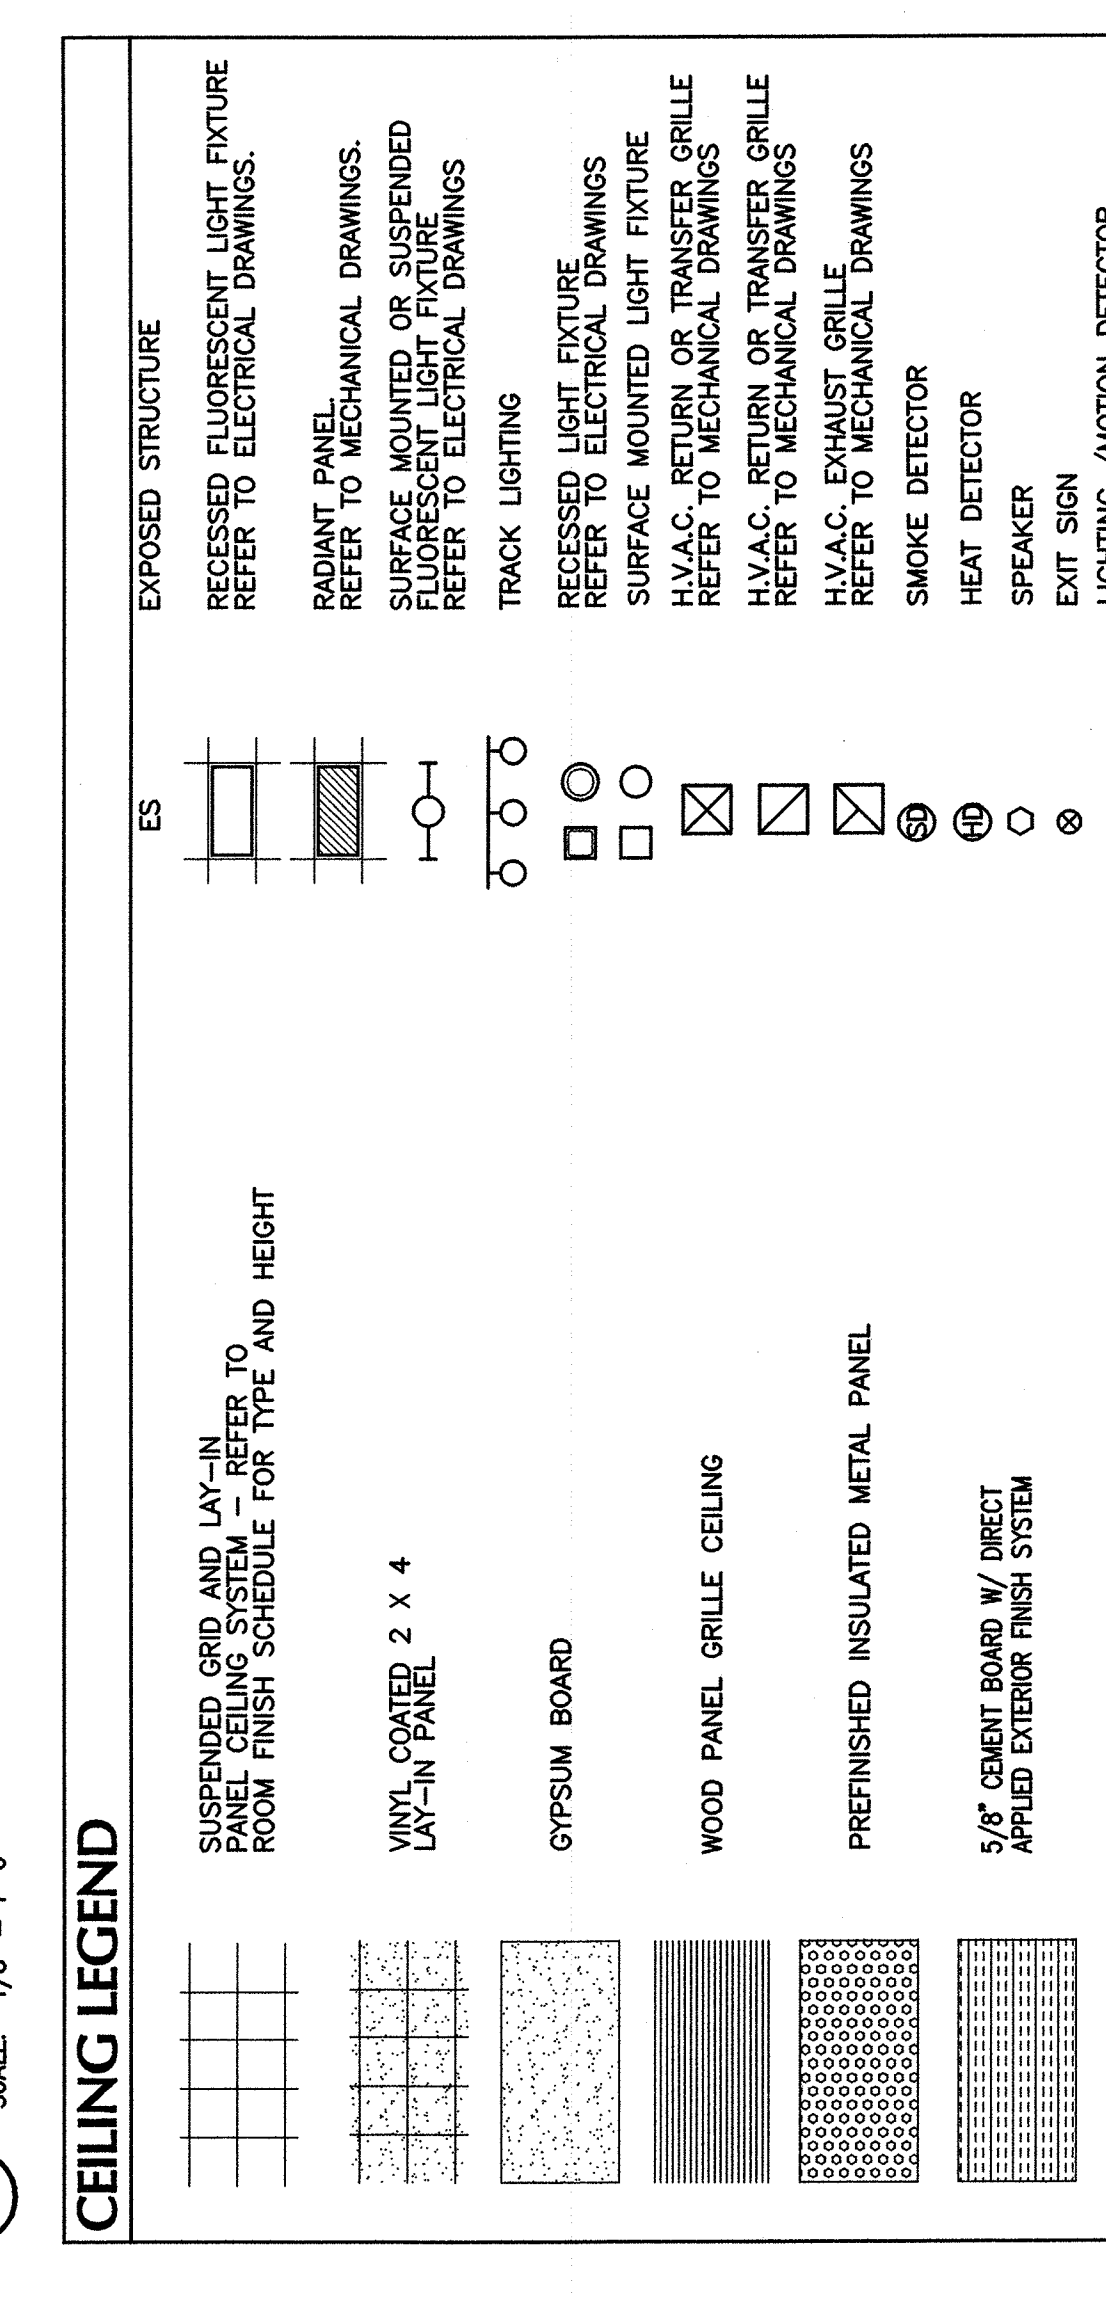 CEILING LEGEND
SUSPENDED GRID AND LAY-IN
PANEL CEILING SYSTEM - REFER TO
ROOM FINISH SCHEDULE FOR TYPE AND HEIGHT
VINYL COATED 2 X 4
LAY-IN PANEL
GYPSUM BOARD
WOOD PANEL GRILLE CEILING
PREFINISHED INSULATED METAL PANEL
5/8" CEMENT BOARD W/ DIRECT
APPLIED EXTERIOR FINISH SYSTEM
ES EXPOSED STRUCTURE
RECESSED FLUORESCENT LIGHT FIXTURE
REFER TO ELECTRICAL DRAWINGS.
RADIANT PANEL.
REFER TO MECHANICAL DRAWINGS.
SURFACE MOUNTED OR SUSPENDED
FLUORESCENT LIGHT FIXTURE
REFER TO ELECTRICAL DRAWINGS
TRACK LIGHTING
RECESSED LIGHT FIXTURE
REFER TO ELECTRICAL DRAWINGS
SURFACE MOUNTED LIGHT FIXTURE
H.V.A.C. RETURN OR TRANSFER GRILLE
REFER TO MECHANICAL DRAWINGS
H.V.A.C. RETURN OR TRANSFER GRILLE
REFER TO MECHANICAL DRAWINGS
H.V.A.C. EXHAUST GRILLE
REFER TO MECHANICAL DRAWINGS
SD SMOKE DETECTOR
HD HEAT DETECTOR
SPEAKER
EXIT SIGN
LIGHTING /MOTION DETECTOR